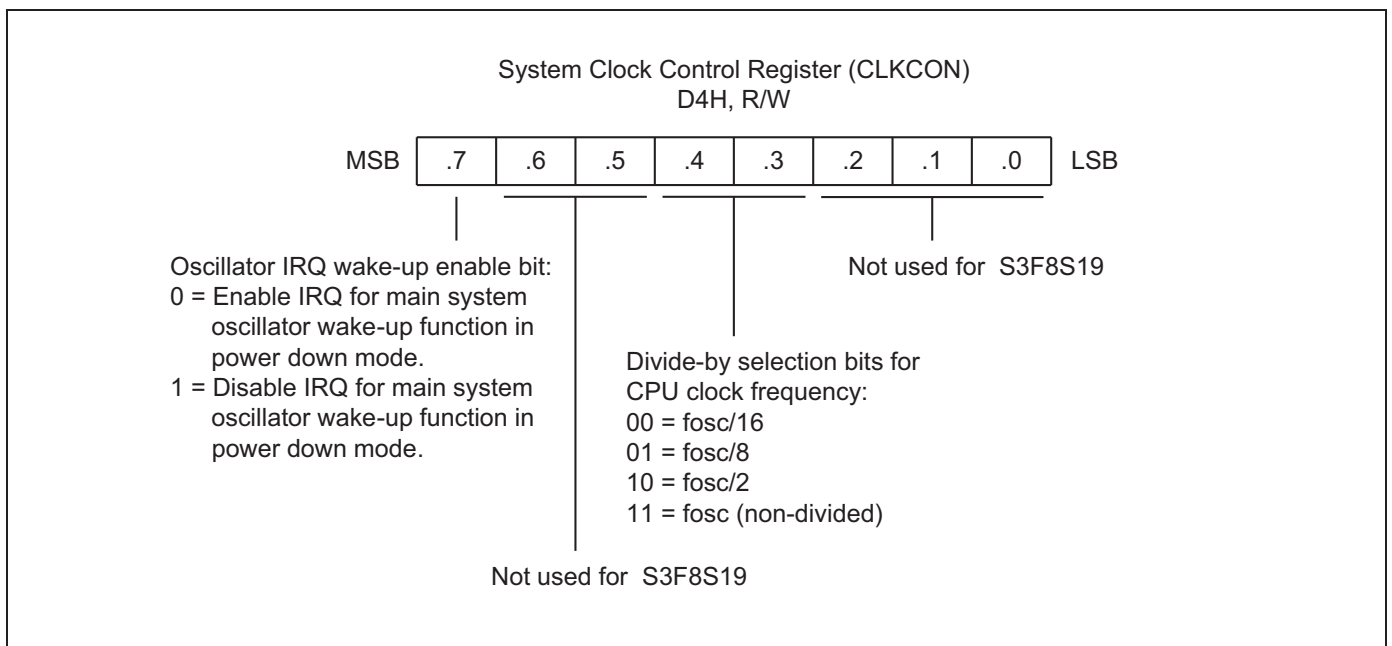 System Clock Control Register (CLKCON)
D4H, R/W
MSB .7 .6 .5 .4 .3 .2 .1 .0 LSB
Oscillator IRQ wake-up enable bit:
0 = Enable IRQ for main system
oscillator wake-up function in
power down mode.
1 = Disable IRQ for main system
oscillator wake-up function in
power down mode.
Not used for S3F8S19
Divide-by selection bits for
CPU clock frequency:
00 = fosc/16
01 = fosc/8
10 = fosc/2
11 = fosc (non-divided)
Not used for S3F8S19